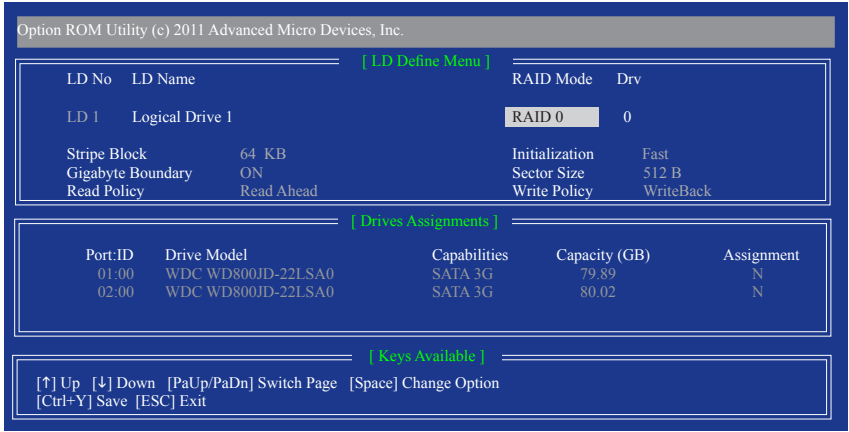 Option ROM Utility (c) 2011 Advanced Micro Devices, Inc.
[ LD Define Menu ]
LD No LD Name RAID Mode Drv
LD 1 Logical Drive 1 RAID 0 0
Stripe Block 64 KB Initialization Fast
Gigabyte Boundary ON Sector Size 512 B
Read Policy Read Ahead Write Policy WriteBack
[ Drives Assignments ]
Port:ID Drive Model Capabilities Capacity (GB) Assignment
01:00 WDC WD800JD-22LSA0 SATA 3G 79.89 N
02:00 WDC WD800JD-22LSA0 SATA 3G 80.02 N
[ Keys Available ]
[↑] Up [↓] Down [PaUp/PaDn] Switch Page [Space] Change Option
[Ctrl+Y] Save [ESC] Exit